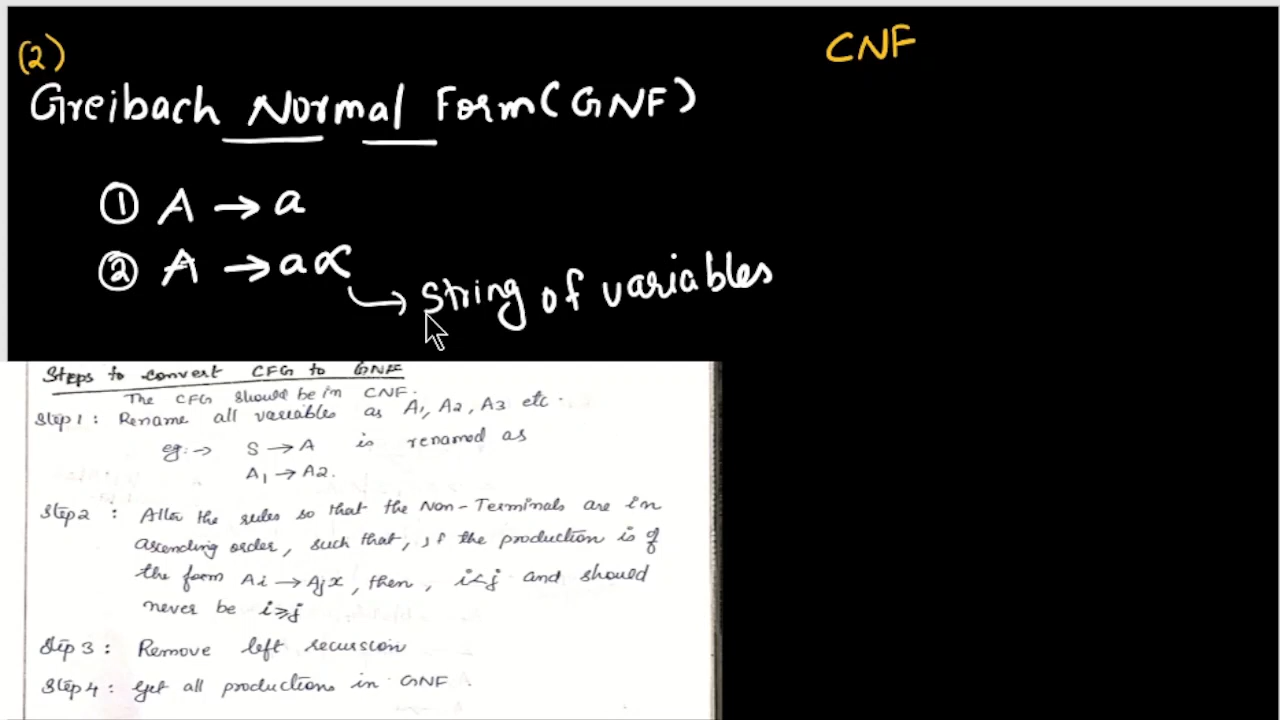 (2)
CNF
Greibach Normal Form(GNF)
① A → a
② A → aα
→ string of variables
Steps to convert CFG to GNF
The CFG should be in CNF.
Step 1 : Rename all variables as A1, A2, A3 etc.
eg: → S → A is renamed as
A1 → A2.
Step 2 : Alter the rules so that the Non-Terminals are in
ascending order, such that, if the production is of
the form Ai → Ajx, then, i<j and should
never be i≥j
Step 3 : Remove left recursion
Step 4 : Get all productions in GNF.